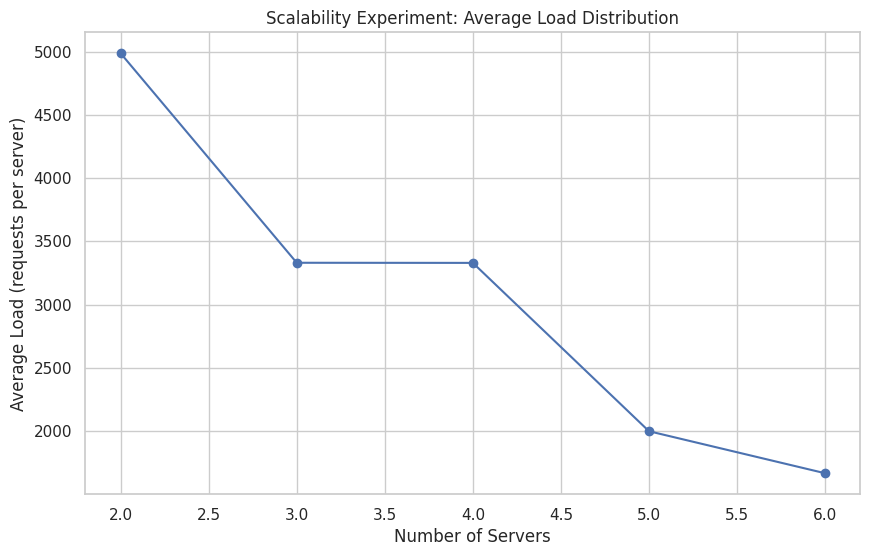 Scalability Experiment: Average Load Distribution
Average Load (requests per server)
5000
4500
4000
3500
3000
2500
2000
2.0 2.5 3.0 3.5 4.0 4.5 5.0 5.5 6.0
Number of Servers